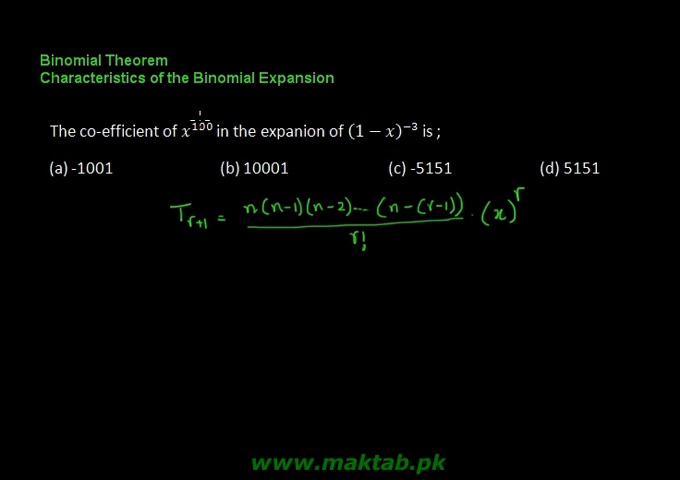 Binomial Theorem
Characteristics of the Binomial Expansion
The co-efficient of x^100 in the expanion of (1 − x)^−3 is ;
(a) -1001 (b) 10001 (c) -5151 (d) 5151
T_{r+1} = n(n-1)(n-2)--- (n-(r-1)) / r! · (x)^r
www.maktab.pk